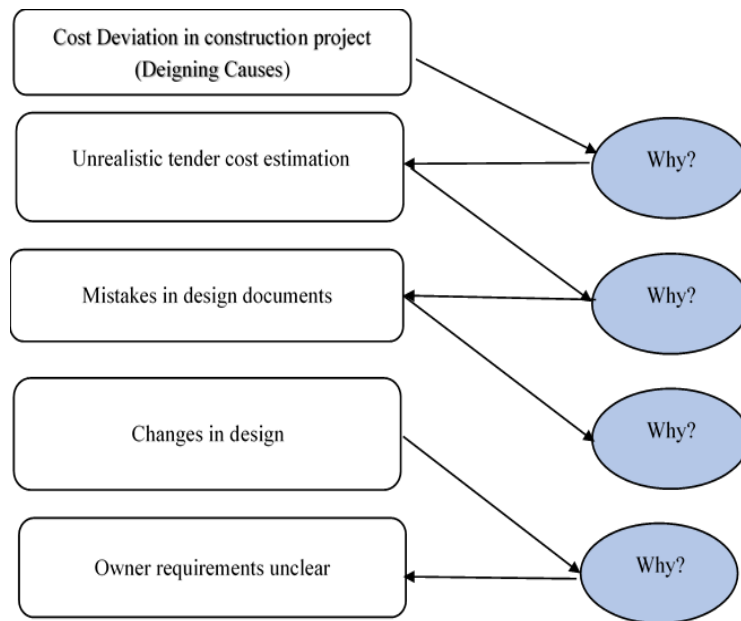 Cost Deviation in construction project
(Deigning Causes)
Unrealistic tender cost estimation
Why?
Mistakes in design documents
Why?
Changes in design
Why?
Owner requirements unclear
Why?